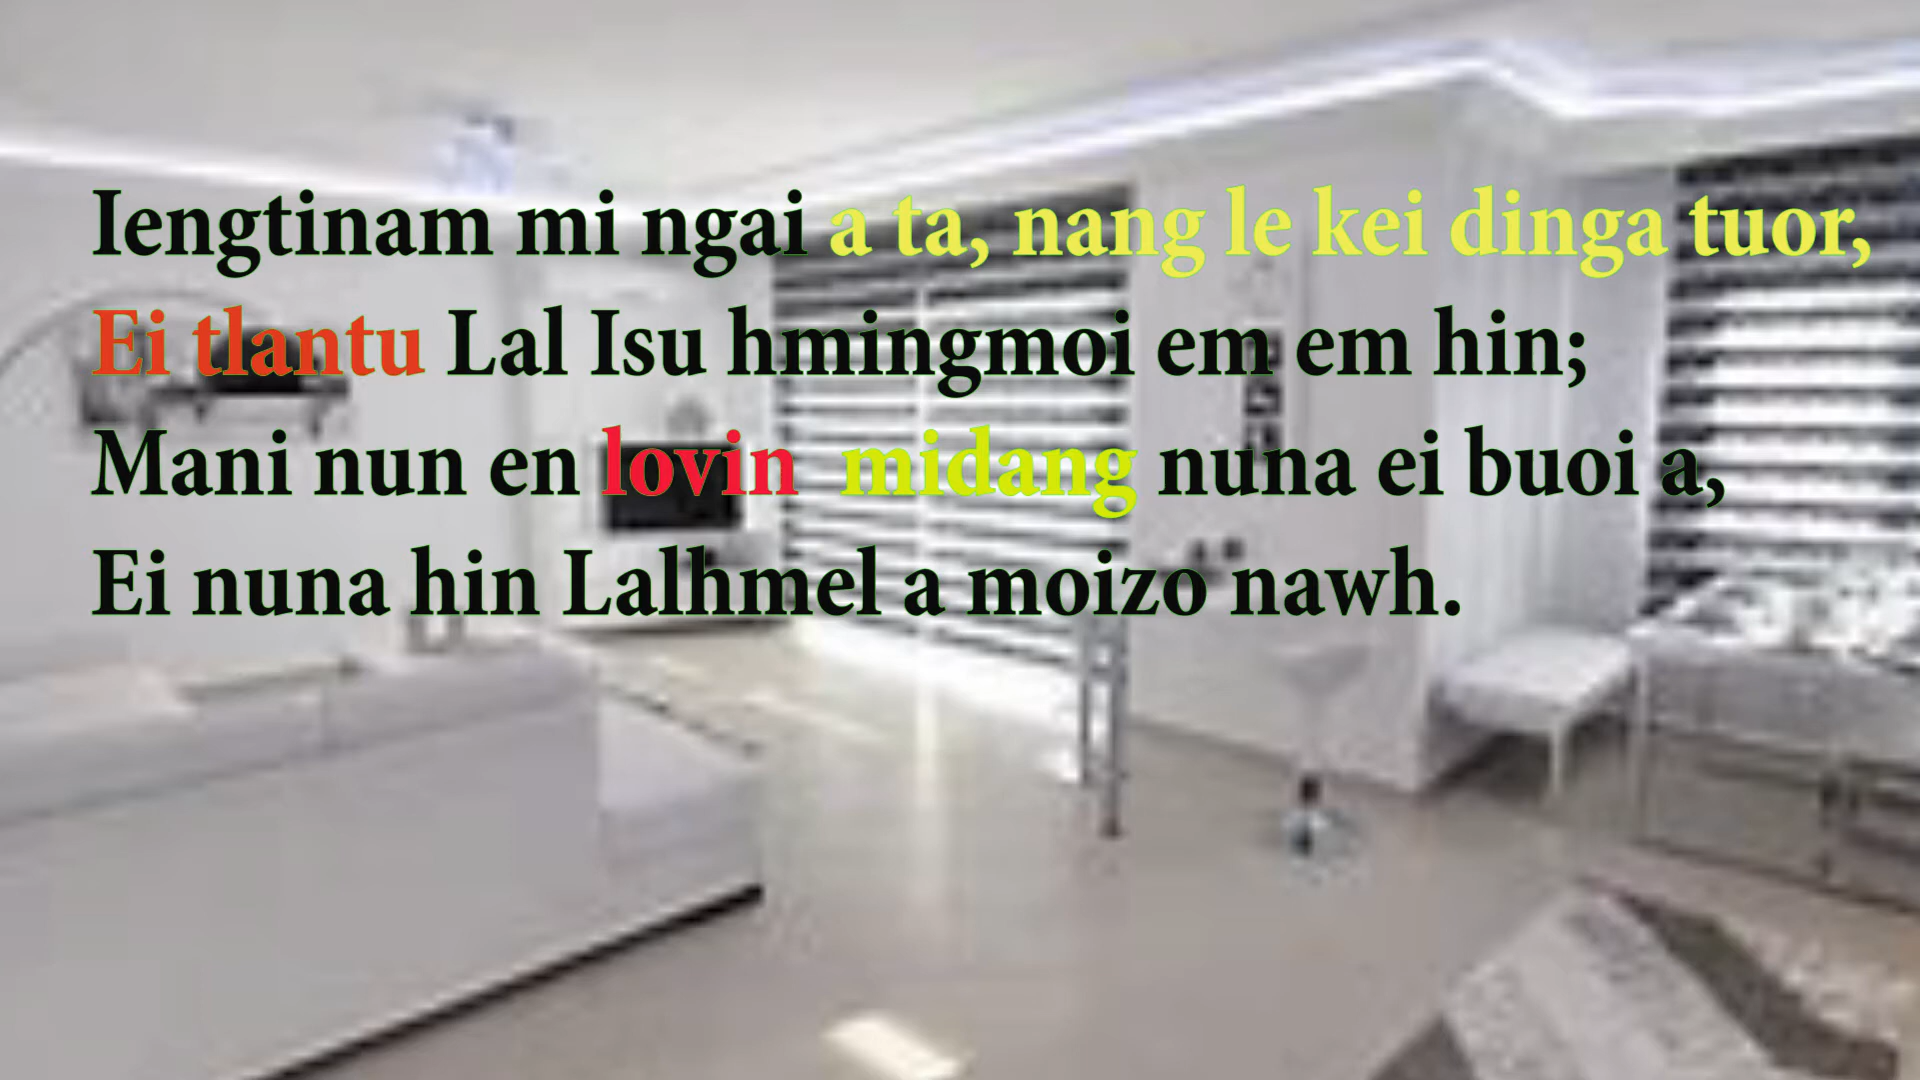 Iengtinam mi ngai a ta, nang le kei dinga tuor,
Ei tlantu Lal Isu hmingmoi em em hin;
Mani nun en lovin midang nuna ei buoi a,
Ei nuna hin Lalhmel a moizo nawh.